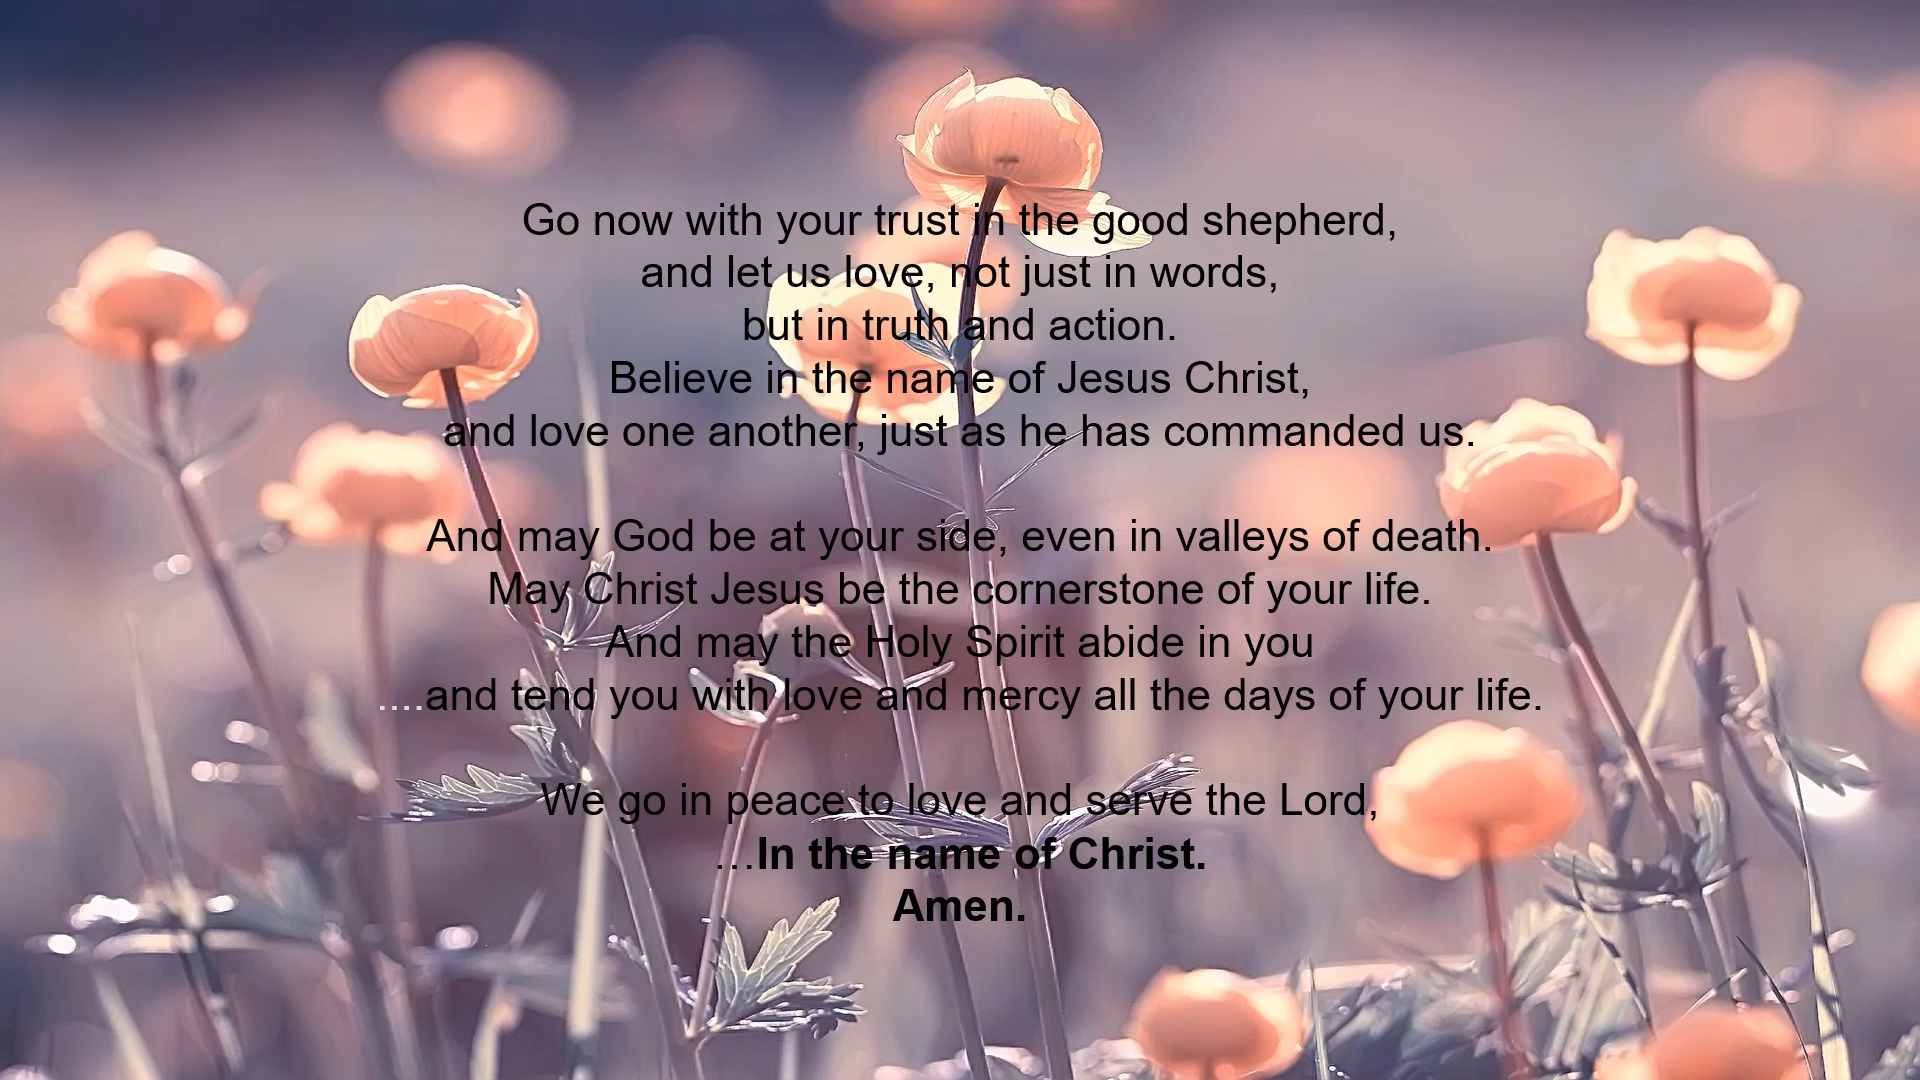 Go now with your trust in the good shepherd,
and let us love, not just in words,
but in truth and action.
Believe in the name of Jesus Christ,
and love one another, just as he has commanded us.
And may God be at your side, even in valleys of death.
May Christ Jesus be the cornerstone of your life.
And may the Holy Spirit abide in you
....and tend you with love and mercy all the days of your life.
We go in peace to love and serve the Lord,
…In the name of Christ.
Amen.